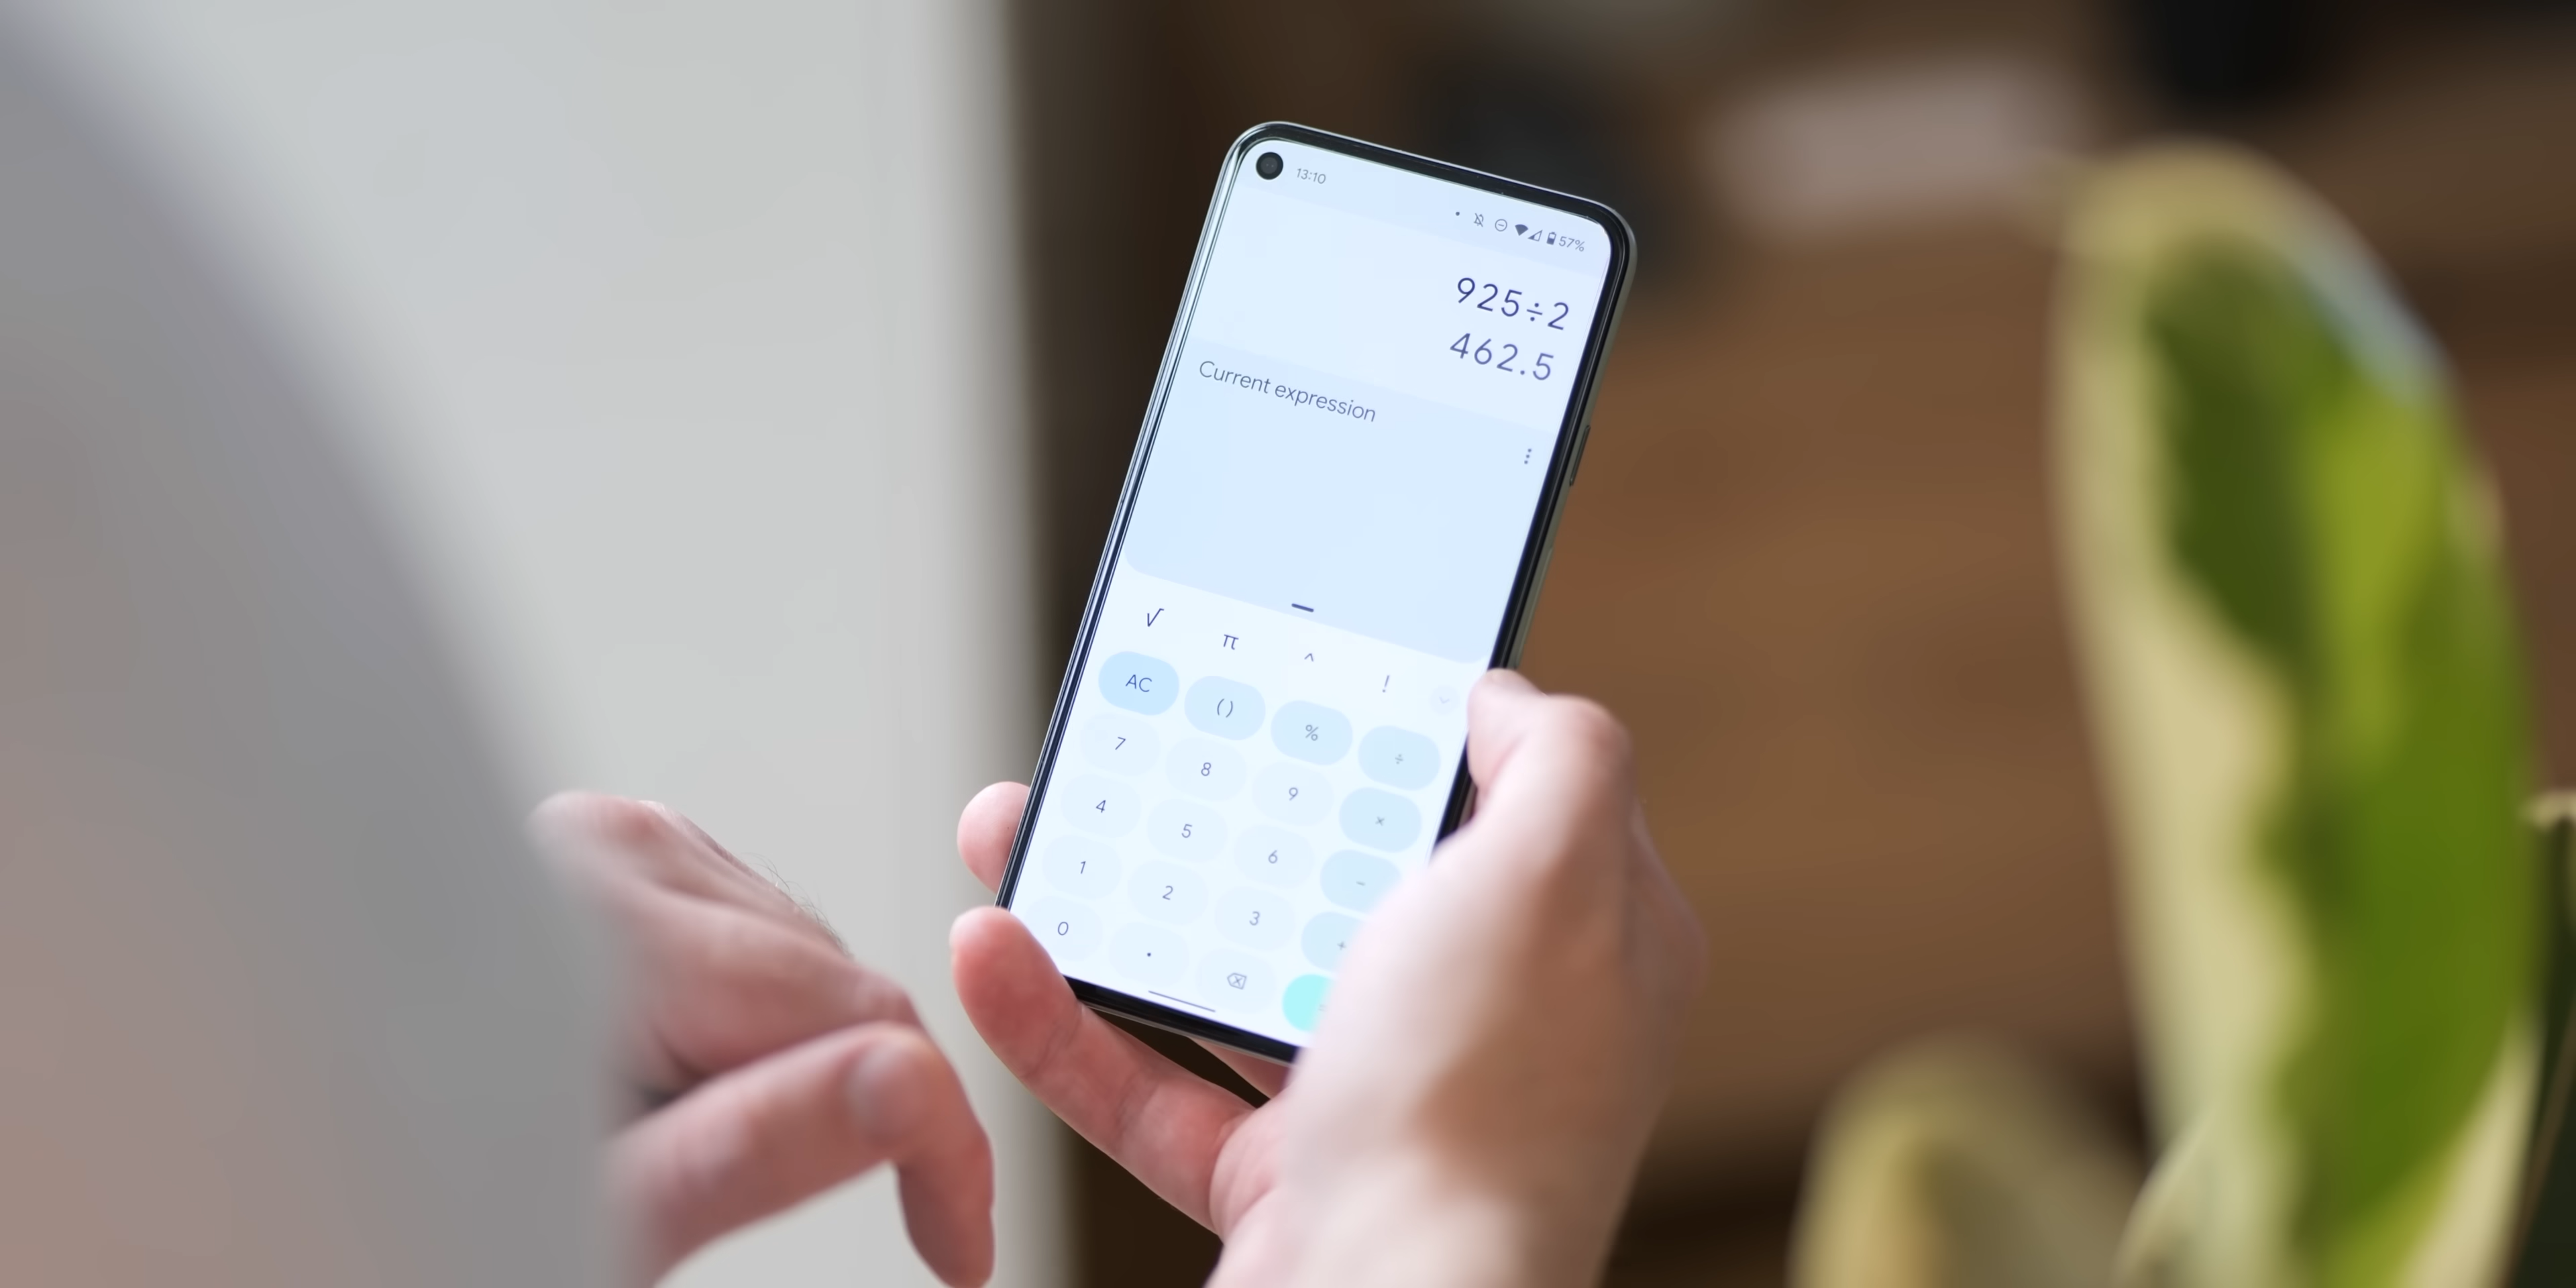 13:10
57%
925÷2
462.5
Current expression
√ π ^ !
AC () % ÷
7 8 9 ×
4 5 6 −
1 2 3 +
0 .